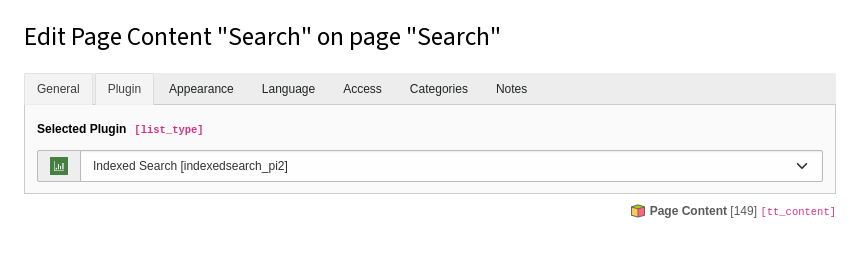 Edit Page Content "Search" on page "Search"
General Plugin Appearance Language Access Categories Notes
Selected Plugin [list_type]
Indexed Search [indexedsearch_pi2]
Page Content [149] [tt_content]